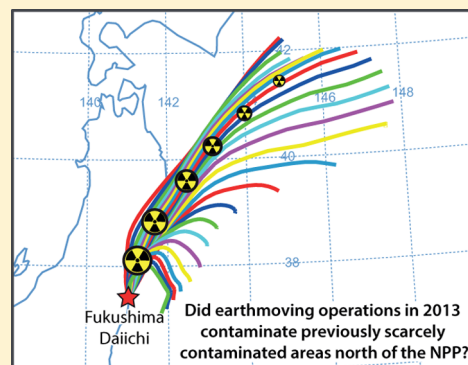 42
140
142
146
148
40
38
Fukushima
Daiichi
Did earthmoving operations in 2013
contaminate previously scarcely
contaminated areas north of the NPP?